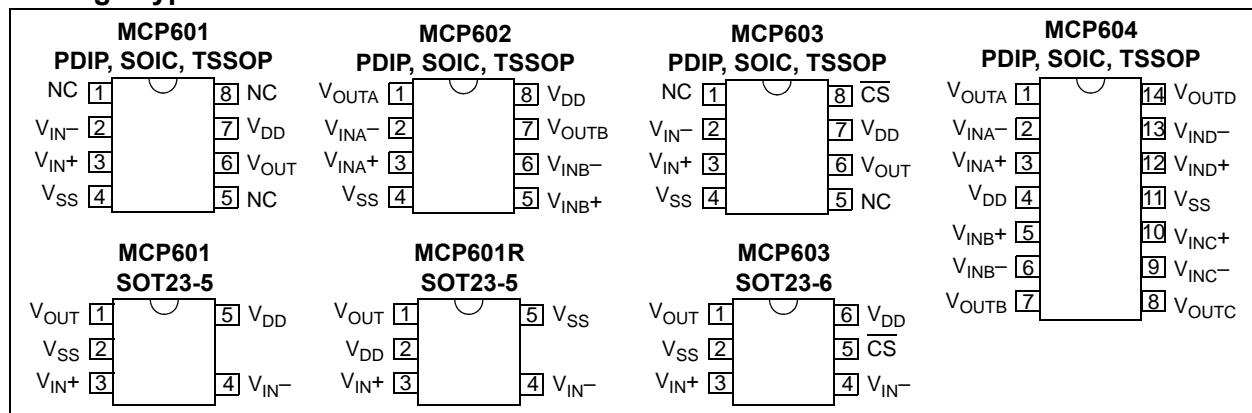 MCP601
PDIP, SOIC, TSSOP
NC 1 8 NC
VIN– 2 7 VDD
VIN+ 3 6 VOUT
VSS 4 5 NC
MCP602
PDIP, SOIC, TSSOP
VOUTA 1 8 VDD
VINA– 2 7 VOUTB
VINA+ 3 6 VINB–
VSS 4 5 VINB+
MCP603
PDIP, SOIC, TSSOP
NC 1 8 C̅S̅
VIN– 2 7 VDD
VIN+ 3 6 VOUT
VSS 4 5 NC
MCP604
PDIP, SOIC, TSSOP
VOUTA 1 14 VOUTD
VINA– 2 13 VIND–
VINA+ 3 12 VIND+
VDD 4 11 VSS
VINB+ 5 10 VINC+
VINB– 6 9 VINC–
VOUTB 7 8 VOUTC
MCP601
SOT23-5
VOUT 1 5 VDD
VSS 2
VIN+ 3 4 VIN–
MCP601R
SOT23-5
VOUT 1 5 VSS
VDD 2
VIN+ 3 4 VIN–
MCP603
SOT23-6
VOUT 1 6 VDD
VSS 2 5 C̅S̅
VIN+ 3 4 VIN–